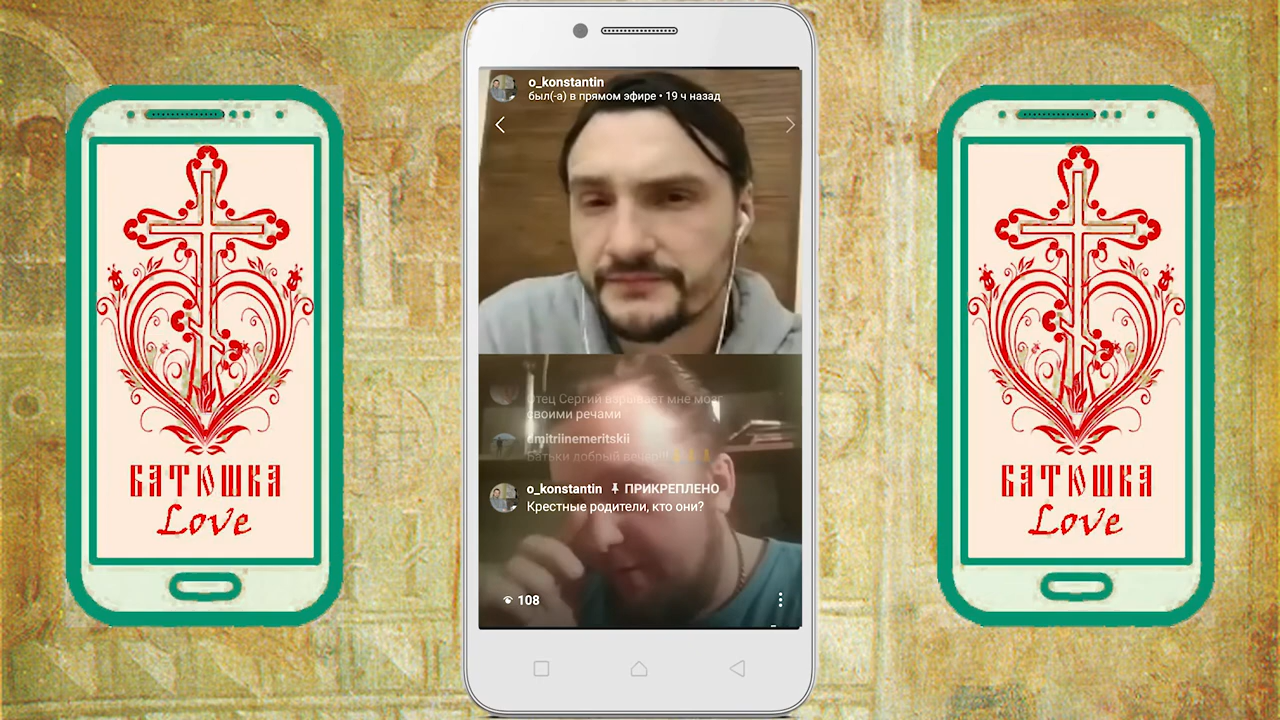 o_konstantin
был(-а) в прямом эфире • 19 ч назад
Отец Сергий взрывает мне мозг
своими речами
dmitriinemeritskii
Батьки добрый вечер!!!
o_konstantin ПРИКРЕПЛЕНО
Крестные родители, кто они?
108
БАТЮШКА
Love
БАТЮШКА
Love